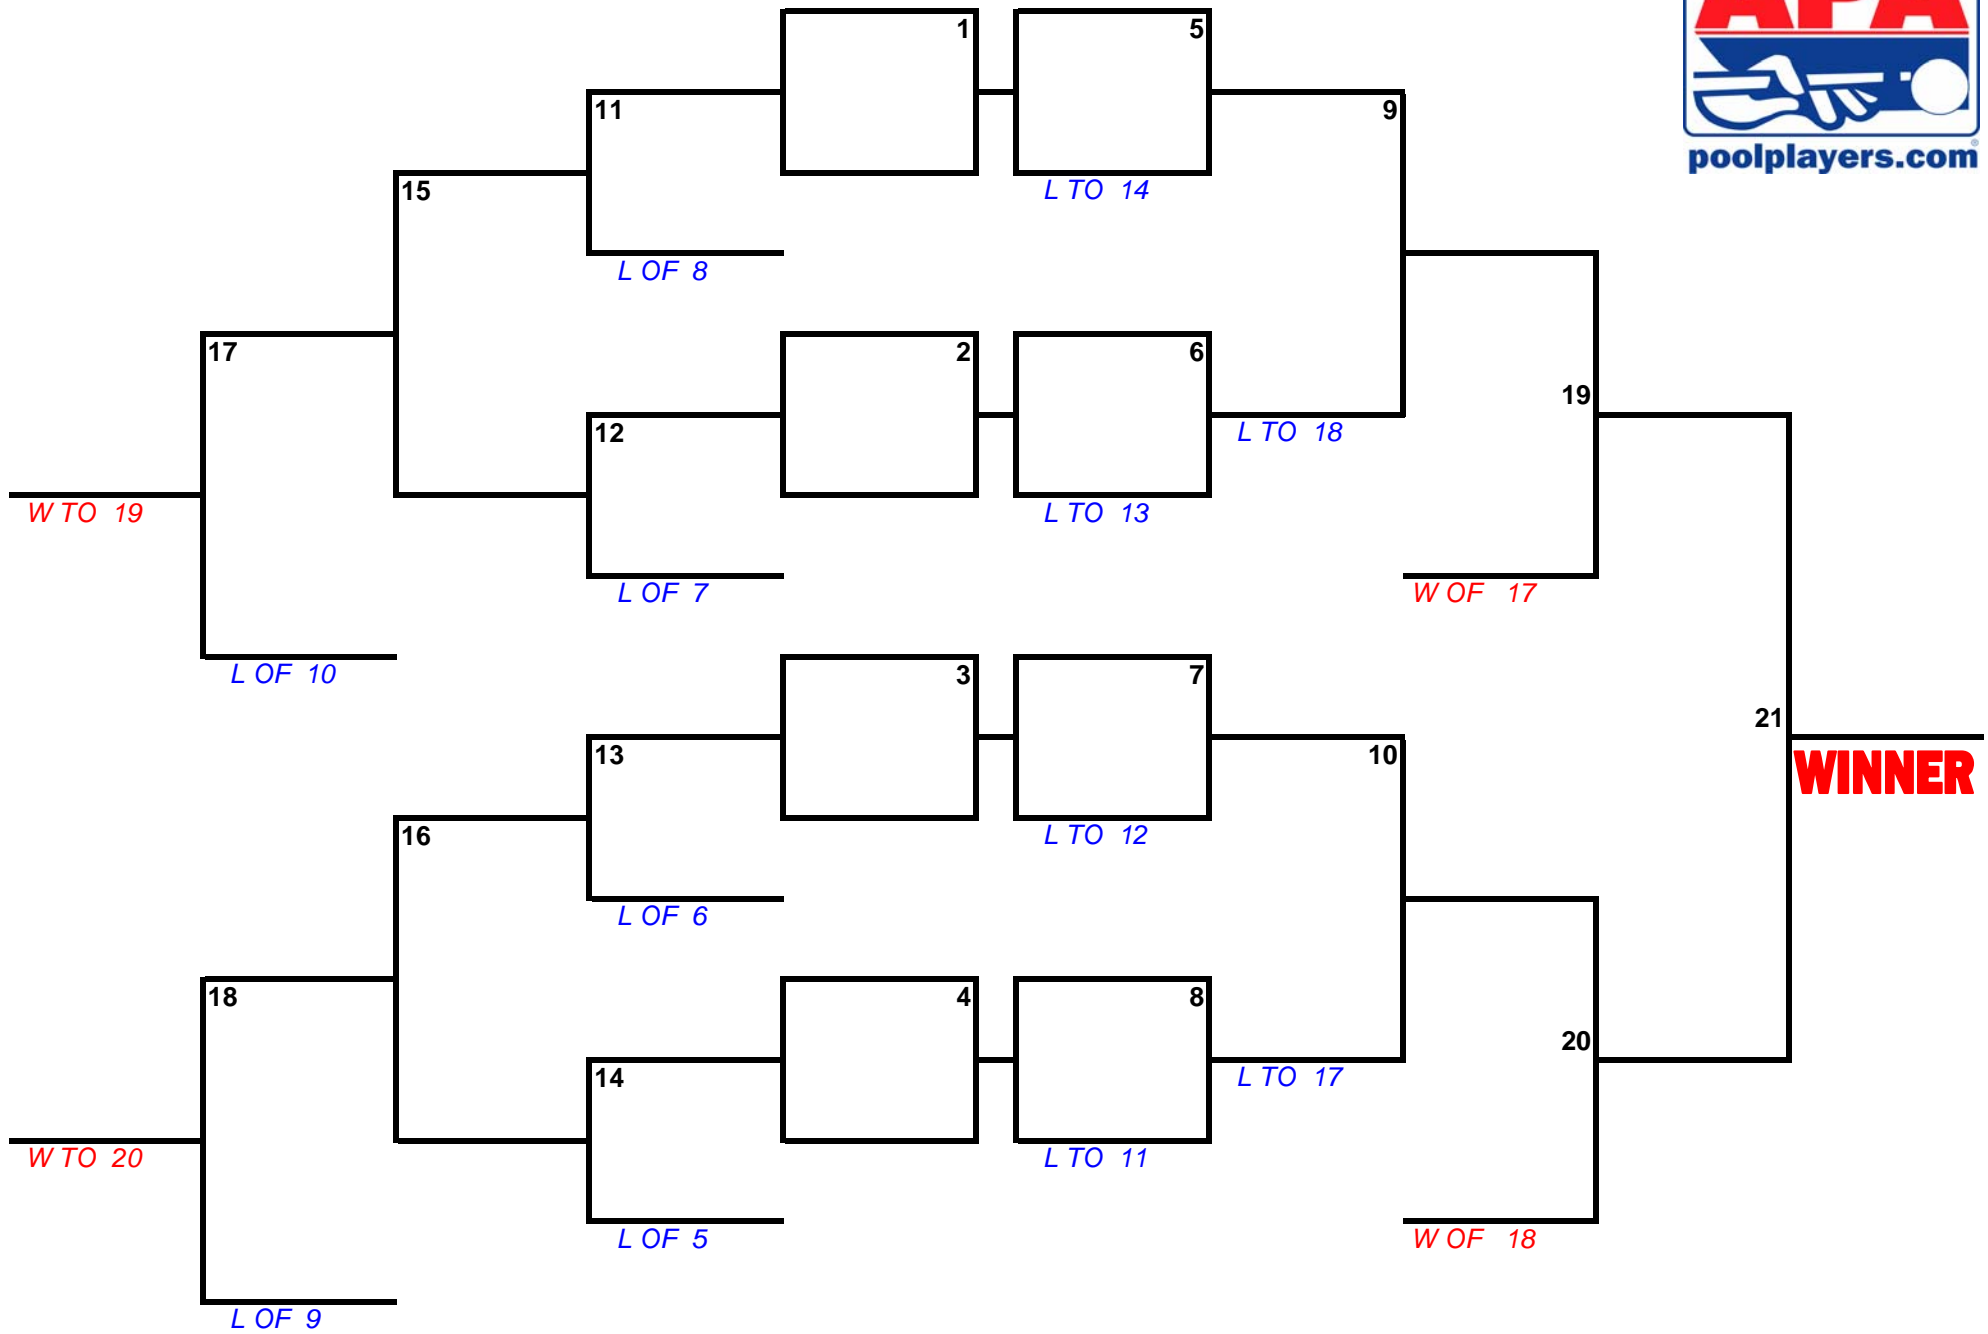 APA
poolplayers.com
1
5
11
9
15
L TO 14
L OF 8
17
2
6
19
12
L TO 18
W TO 19
L TO 13
L OF 7
W OF 17
L OF 10
3
7
21
13
10
WINNER
16
L TO 12
L OF 6
18
4
8
20
14
L TO 17
W TO 20
L TO 11
L OF 5
W OF 18
L OF 9